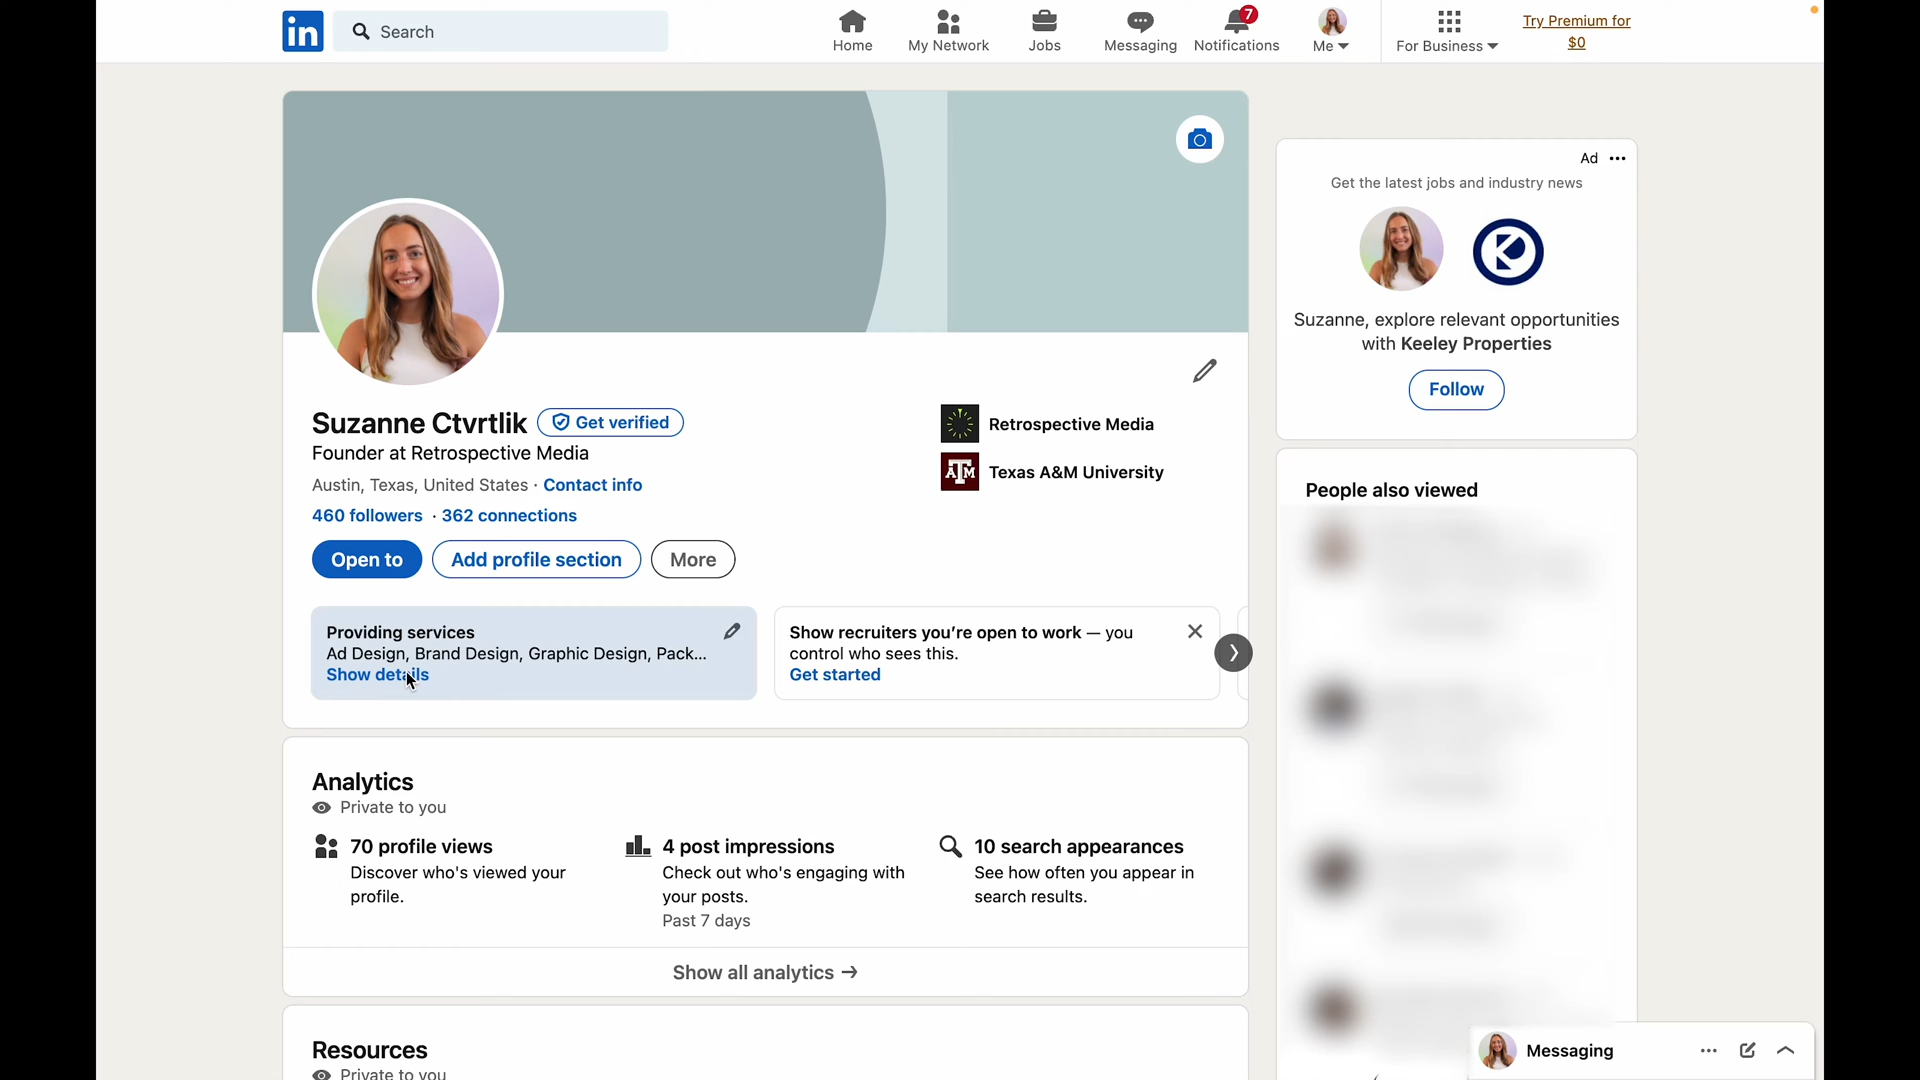 in
Search
Home
My Network
Jobs
Messaging
7
Notifications
Me
For Business
Try Premium for
$0
Ad
Get the latest jobs and industry news
Suzanne, explore relevant opportunities
with Keeley Properties
Follow
Suzanne Ctvrtlik
Get verified
Founder at Retrospective Media
Austin, Texas, United States · Contact info
460 followers · 362 connections
Retrospective Media
ATM Texas A&M University
Open to
Add profile section
More
Providing services
Ad Design, Brand Design, Graphic Design, Pack...
Show details
Show recruiters you’re open to work — you
control who sees this.
Get started
People also viewed
Analytics
Private to you
70 profile views
Discover who's viewed your
profile.
4 post impressions
Check out who's engaging with
your posts.
Past 7 days
10 search appearances
See how often you appear in
search results.
Show all analytics →
Resources
Private to you
Messaging